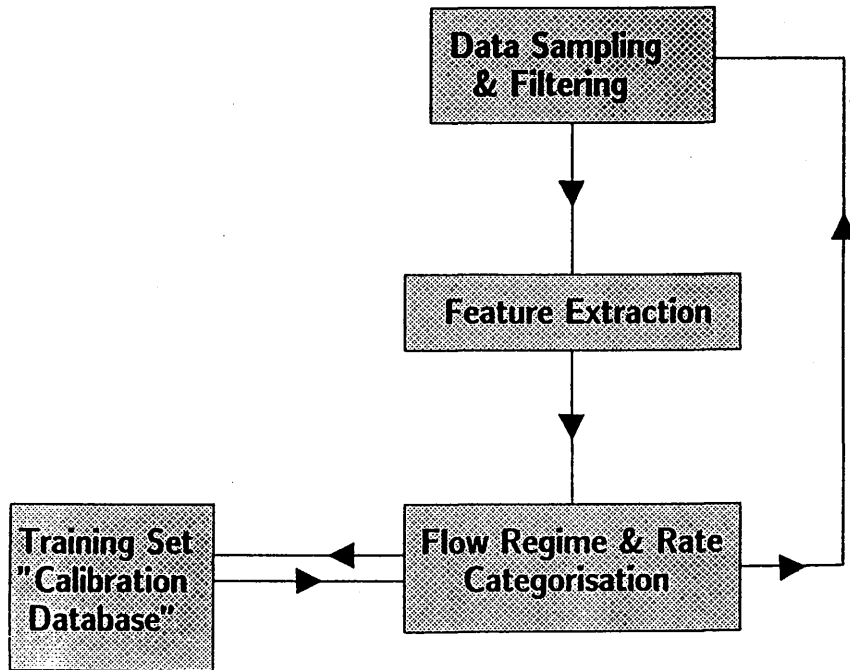 Data Sampling
& Filtering
Feature Extraction
Training Set
"Calibration
Database"
Flow Regime & Rate
Categorisation